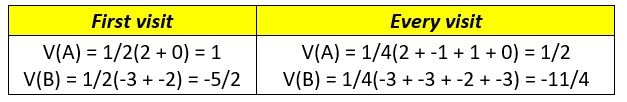 First visit
Every visit
V(A) = 1/2(2 + 0) = 1
V(A) = 1/4(2 + -1 + 1 + 0) = 1/2
V(B) = 1/2(-3 + -2) = -5/2
V(B) = 1/4(-3 + -3 + -2 + -3) = -11/4